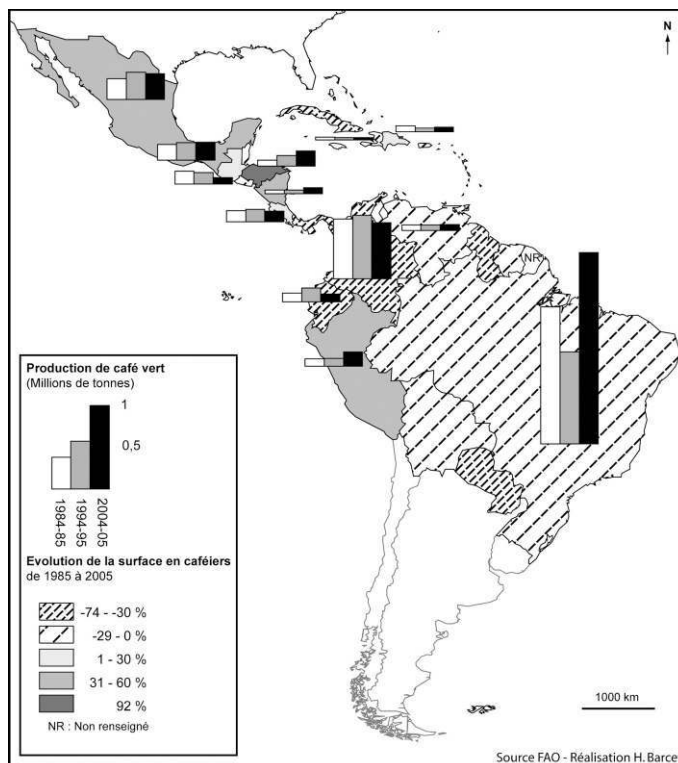 N
NR
Production de café vert
(Millions de tonnes)
1
0,5
1984-85
1994-95
2004-05
Evolution de la surface en caféiers
de 1985 à 2005
-74 - -30 %
-29 - 0 %
1 - 30 %
31 - 60 %
92 %
NR : Non renseigné
1000 km
Source FAO - Réalisation H. Barce